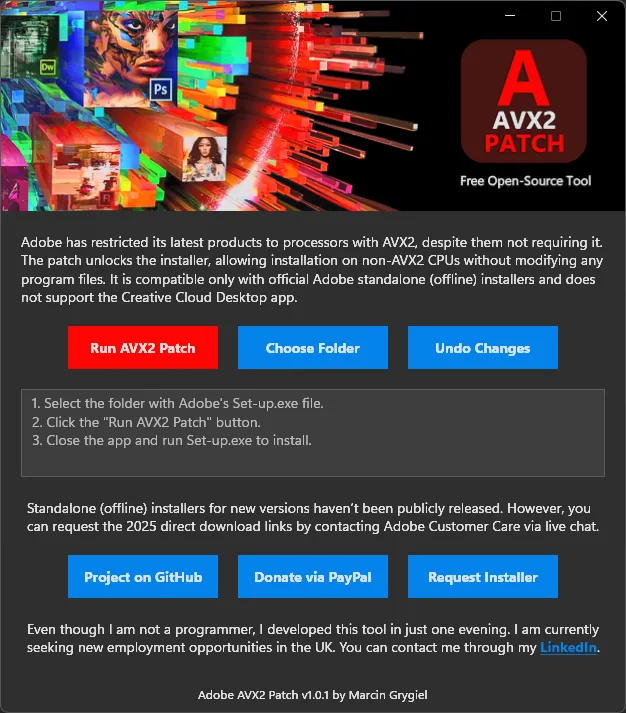 Dw
Ps
Fl
A
AVX2
PATCH
Free Open-Source Tool
Adobe has restricted its latest products to processors with AVX2, despite them not requiring it.
The patch unlocks the installer, allowing installation on non-AVX2 CPUs without modifying any
program files. It is compatible only with official Adobe standalone (offline) installers and does
not support the Creative Cloud Desktop app.
Run AVX2 Patch
Choose Folder
Undo Changes
1. Select the folder with Adobe's Set-up.exe file.
2. Click the "Run AVX2 Patch" button.
3. Close the app and run Set-up.exe to install.
Standalone (offline) installers for new versions haven't been publicly released. However, you
can request the 2025 direct download links by contacting Adobe Customer Care via live chat.
Project on GitHub
Donate via PayPal
Request Installer
Even though I am not a programmer, I developed this tool in just one evening. I am currently
seeking new employment opportunities in the UK. You can contact me through my LinkedIn.
Adobe AVX2 Patch v1.0.1 by Marcin Grygiel